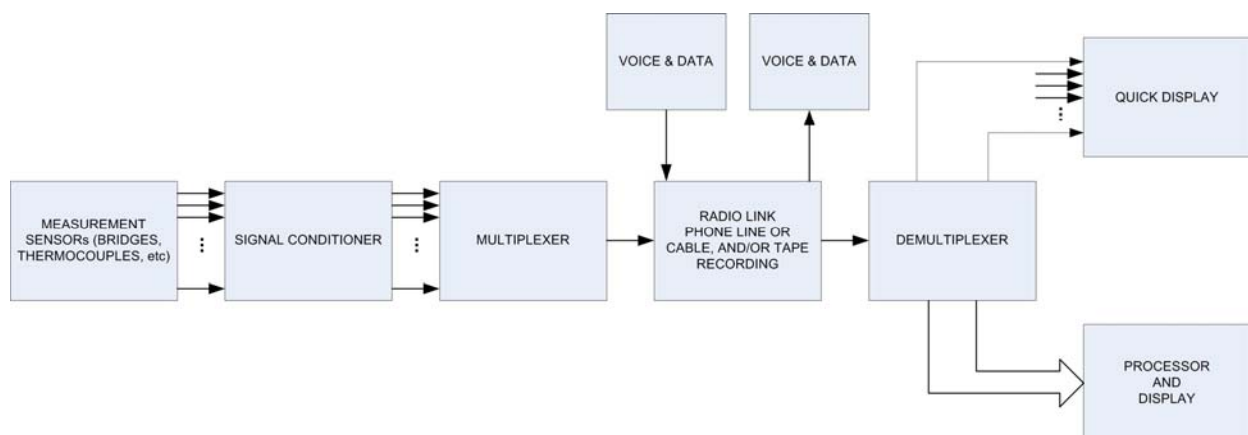 VOICE & DATA
VOICE & DATA
QUICK DISPLAY
MEASUREMENT
SENSORs (BRIDGES,
THERMOCOUPLES, etc)
SIGNAL CONDITIONER
MULTIPLEXER
RADIO LINK
PHONE LINE OR
CABLE, AND/OR TAPE
RECORDING
DEMULTIPLEXER
PROCESSOR
AND
DISPLAY